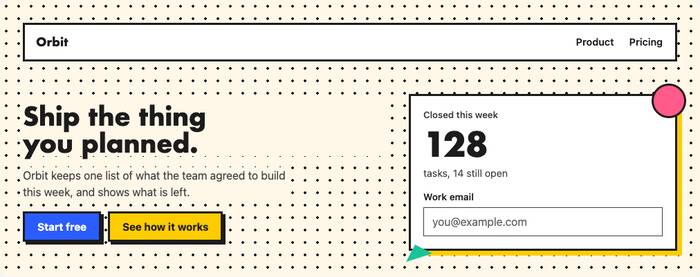 Orbit
Product
Pricing
Ship the thing
you planned.
Orbit keeps one list of what the team agreed to build
this week, and shows what is left.
Start free
See how it works
Closed this week
128
tasks, 14 still open
Work email
you@example.com